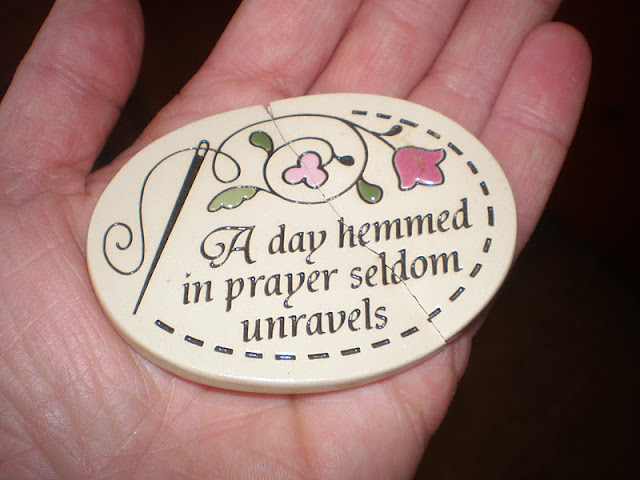 A day hemmed
in prayer seldom
unravels